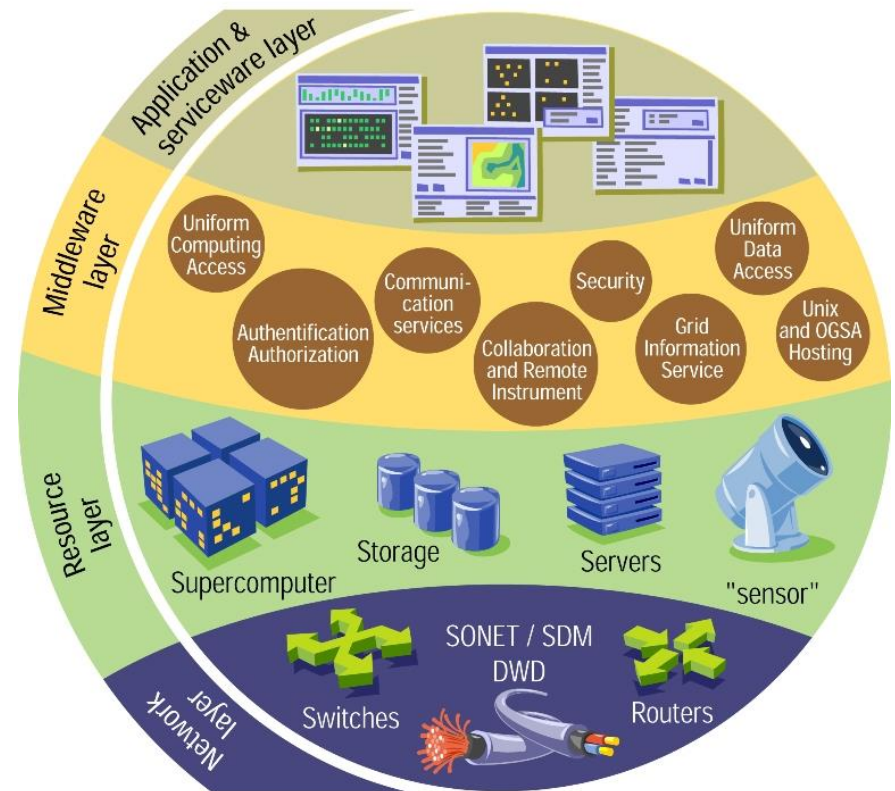 Application &
serviceware layer
Middleware
layer
Uniform
Computing
Access
Authentification
Authorization
Communi-
cation
services
Collaboration
and Remote
Instrument
Security
Grid
Information
Service
Uniform
Data
Access
Unix
and OGSA
Hosting
Resource
layer
Supercomputer
Storage
Servers
"sensor"
Network
layer
Switches
SONET / SDM
DWD
Routers